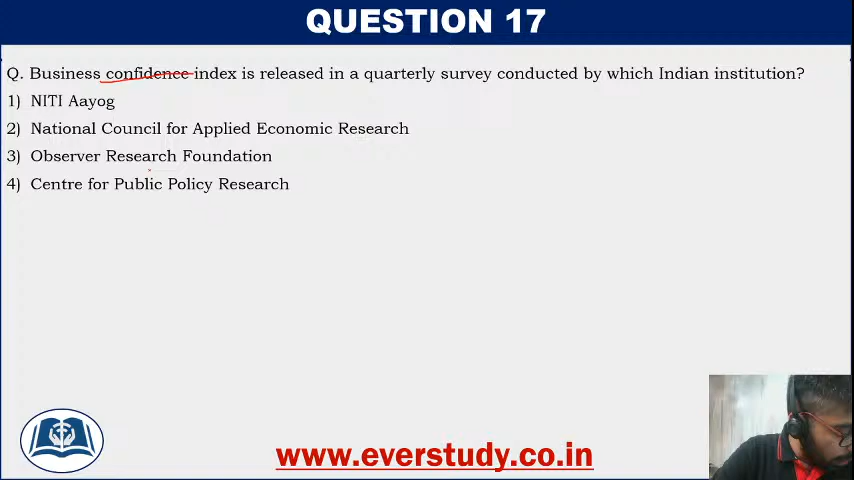 QUESTION 17
Q. Business confidence index is released in a quarterly survey conducted by which Indian institution?
1) NITI Aayog
2) National Council for Applied Economic Research
3) Observer Research Foundation
4) Centre for Public Policy Research
www.everstudy.co.in